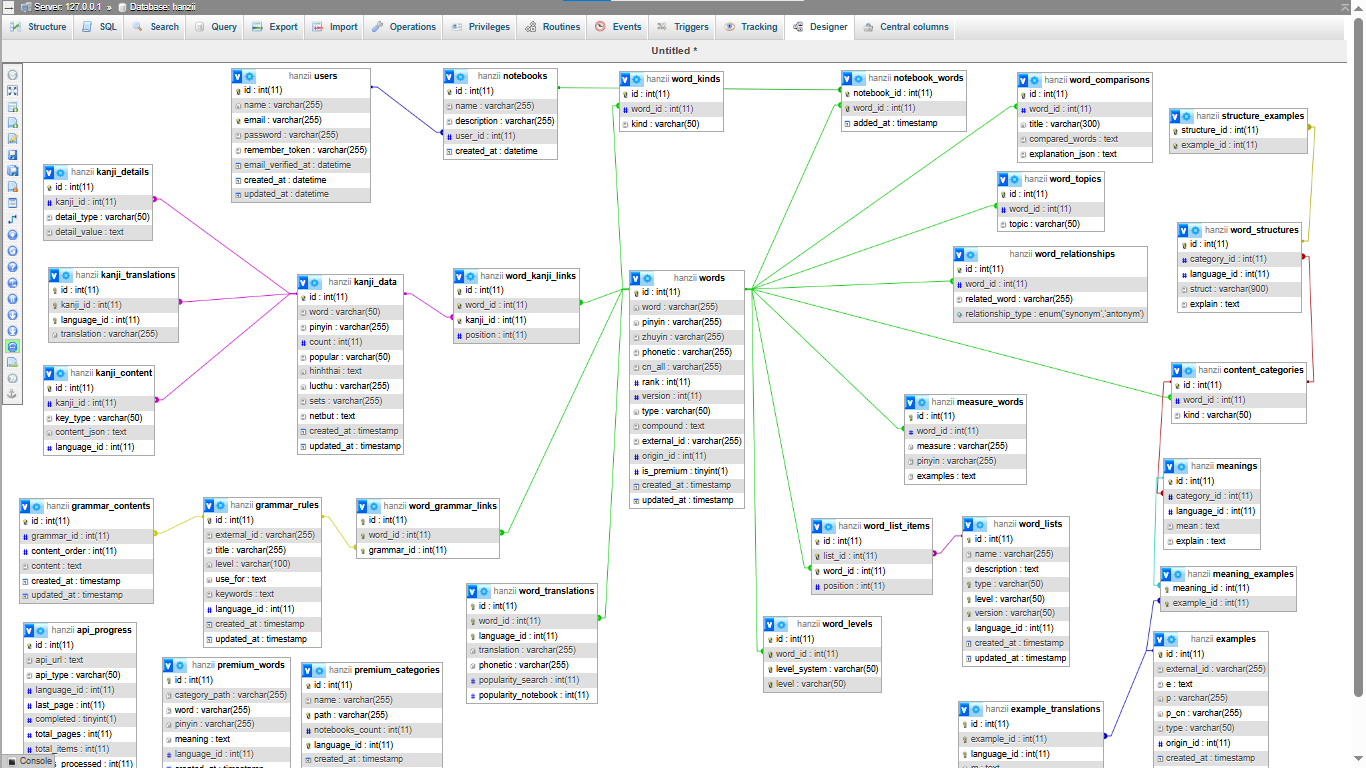 Server: 127.0.0.1 » Database: hanzii
Structure SQL Search Query Export Import Operations Privileges Routines Events Triggers Tracking Designer Central columns
Untitled *
hanzii users
id : int(11)
name : varchar(255)
email : varchar(255)
password : varchar(255)
remember_token : varchar(255)
email_verified_at : datetime
created_at : datetime
updated_at : datetime
hanzii notebooks
id : int(11)
name : varchar(255)
description : varchar(255)
user_id : int(11)
created_at : datetime
hanzii word_kinds
id : int(11)
word_id : int(11)
kind : varchar(50)
hanzii notebook_words
notebook_id : int(11)
word_id : int(11)
added_at : timestamp
hanzii word_comparisons
id : int(11)
word_id : int(11)
title : varchar(300)
compared_words : text
explanation_json : text
hanzii structure_examples
structure_id : int(11)
example_id : int(11)
hanzii kanji_details
id : int(11)
kanji_id : int(11)
detail_type : varchar(50)
detail_value : text
hanzii word_topics
id : int(11)
word_id : int(11)
topic : varchar(50)
hanzii word_structures
id : int(11)
category_id : int(11)
language_id : int(11)
struct : varchar(900)
explain : text
hanzii word_relationships
id : int(11)
word_id : int(11)
related_word : varchar(255)
relationship_type : enum('synonym','antonym')
hanzii kanji_translations
id : int(11)
kanji_id : int(11)
language_id : int(11)
translation : varchar(255)
hanzii kanji_data
id : int(11)
word : varchar(50)
pinyin : varchar(255)
count : int(11)
popular : varchar(50)
hinhthai : text
lucthu : varchar(255)
sets : varchar(255)
netbut : text
created_at : timestamp
updated_at : timestamp
hanzii word_kanji_links
id : int(11)
word_id : int(11)
kanji_id : int(11)
position : int(11)
hanzii words
id : int(11)
word : varchar(255)
pinyin : varchar(255)
zhuyin : varchar(255)
phonetic : varchar(255)
cn_all : varchar(255)
rank : int(11)
version : int(11)
type : varchar(50)
compound : text
external_id : varchar(255)
origin_id : int(11)
is_premium : tinyint(1)
created_at : timestamp
updated_at : timestamp
hanzii kanji_content
id : int(11)
kanji_id : int(11)
key_type : varchar(50)
content_json : text
language_id : int(11)
hanzii content_categories
id : int(11)
word_id : int(11)
kind : varchar(50)
hanzii measure_words
id : int(11)
word_id : int(11)
measure : varchar(255)
pinyin : varchar(255)
examples : text
hanzii meanings
id : int(11)
category_id : int(11)
language_id : int(11)
mean : text
explain : text
hanzii grammar_contents
id : int(11)
grammar_id : int(11)
content_order : int(11)
content : text
created_at : timestamp
updated_at : timestamp
hanzii grammar_rules
id : int(11)
external_id : varchar(255)
title : varchar(255)
level : varchar(100)
use_for : text
keywords : text
language_id : int(11)
created_at : timestamp
updated_at : timestamp
hanzii word_grammar_links
id : int(11)
word_id : int(11)
grammar_id : int(11)
hanzii word_list_items
id : int(11)
list_id : int(11)
word_id : int(11)
position : int(11)
hanzii word_lists
id : int(11)
name : varchar(255)
description : text
type : varchar(50)
level : varchar(50)
version : varchar(50)
language_id : int(11)
created_at : timestamp
updated_at : timestamp
hanzii meaning_examples
meaning_id : int(11)
example_id : int(11)
hanzii word_translations
id : int(11)
word_id : int(11)
language_id : int(11)
translation : varchar(255)
phonetic : varchar(255)
popularity_search : int(11)
popularity_notebook : int(11)
hanzii word_levels
id : int(11)
word_id : int(11)
level_system : varchar(50)
level : varchar(50)
hanzii api_progress
id : int(11)
api_url : text
api_type : varchar(50)
language_id : int(11)
last_page : int(11)
completed : tinyint(1)
total_pages : int(11)
total_items : int(11)
processed : int(11)
hanzii premium_words
id : int(11)
category_path : varchar(255)
word : varchar(255)
pinyin : varchar(255)
meaning : text
language_id : int(11)
hanzii premium_categories
id : int(11)
name : varchar(255)
path : varchar(255)
notebooks_count : int(11)
language_id : int(11)
created_at : timestamp
hanzii examples
id : int(11)
external_id : varchar(255)
e : text
p : varchar(255)
p_cn : varchar(255)
type : varchar(50)
origin_id : int(11)
created_at : timestamp
hanzii example_translations
id : int(11)
example_id : int(11)
language_id : int(11)
Console